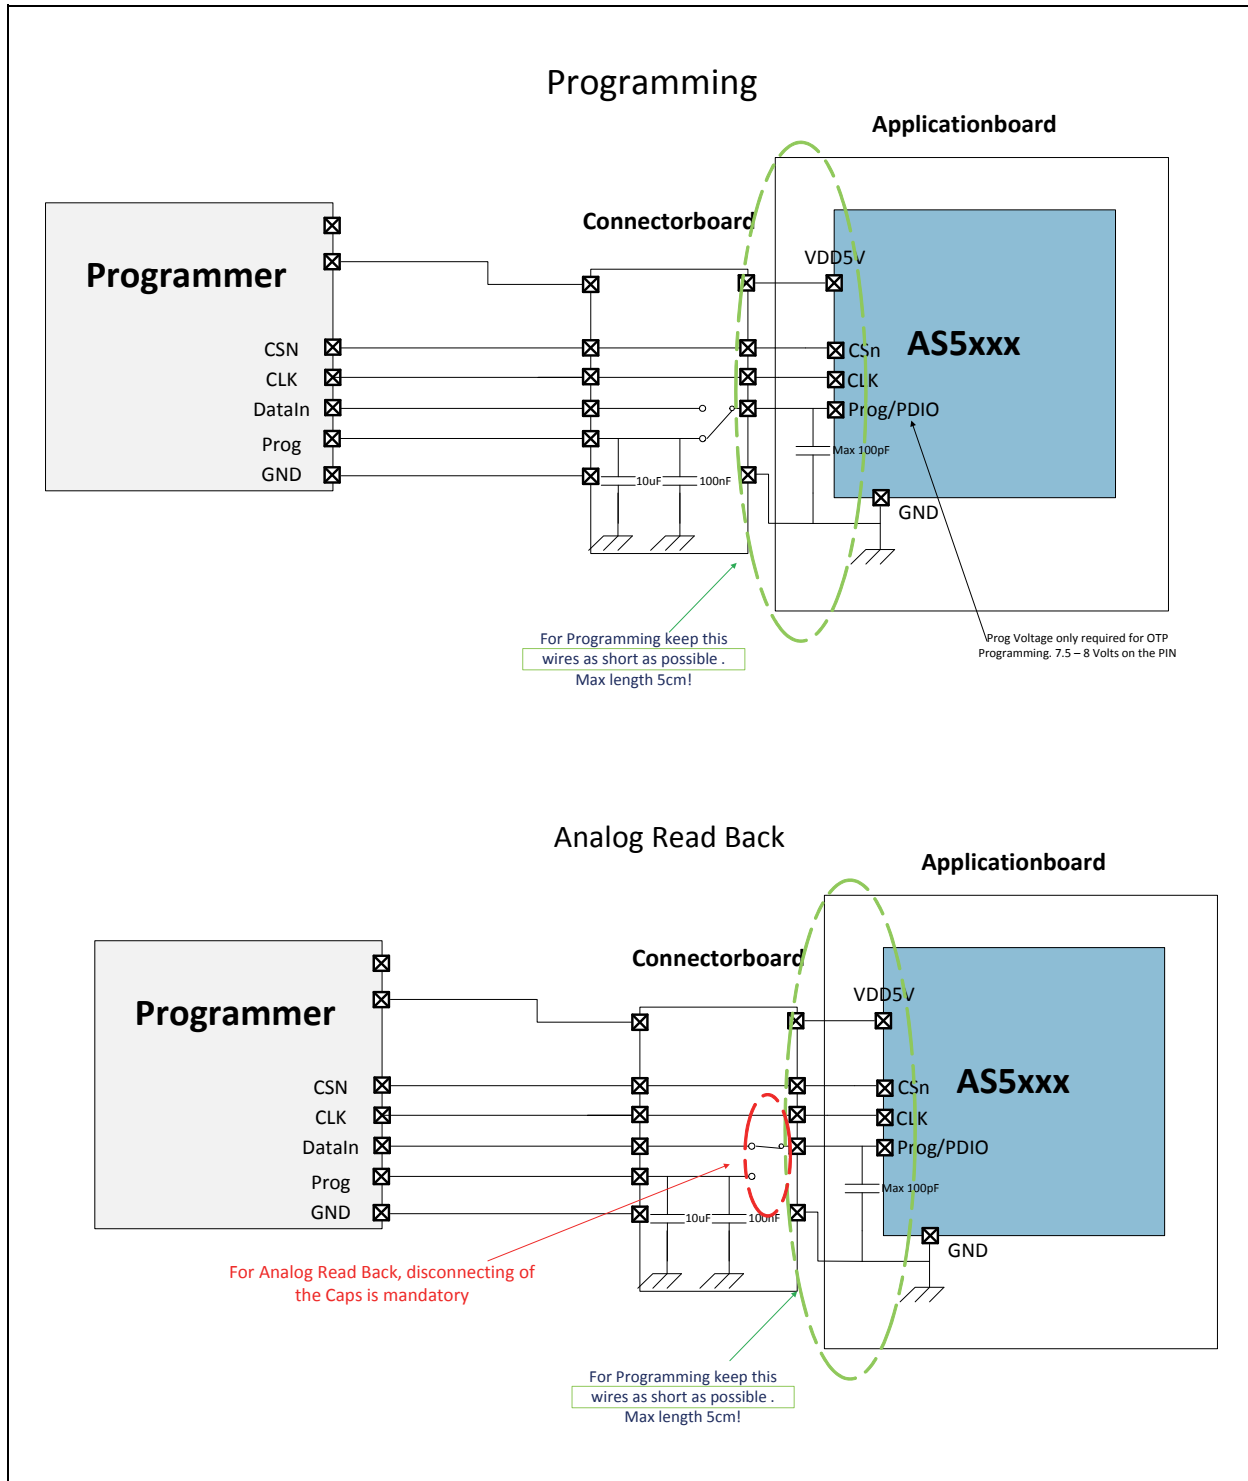 Programming
Applicationboard
Connectorboard
Programmer
VDD5V
AS5xxx
CSN
CSn
CLK
CLK
DataIn
Prog/PDIO
Prog
Max 100pF
GND
10uF
100nF
GND
For Programming keep this
wires as short as possible .
Max length 5cm!
Prog Voltage only required for OTP
Programming. 7.5 – 8 Volts on the PIN
Analog Read Back
Applicationboard
Connectorboard
Programmer
VDD5V
AS5xxx
CSN
CSn
CLK
CLK
DataIn
Prog/PDIO
Prog
Max 100pF
GND
10uF
100nF
GND
For Analog Read Back, disconnecting of
the Caps is mandatory
For Programming keep this
wires as short as possible .
Max length 5cm!